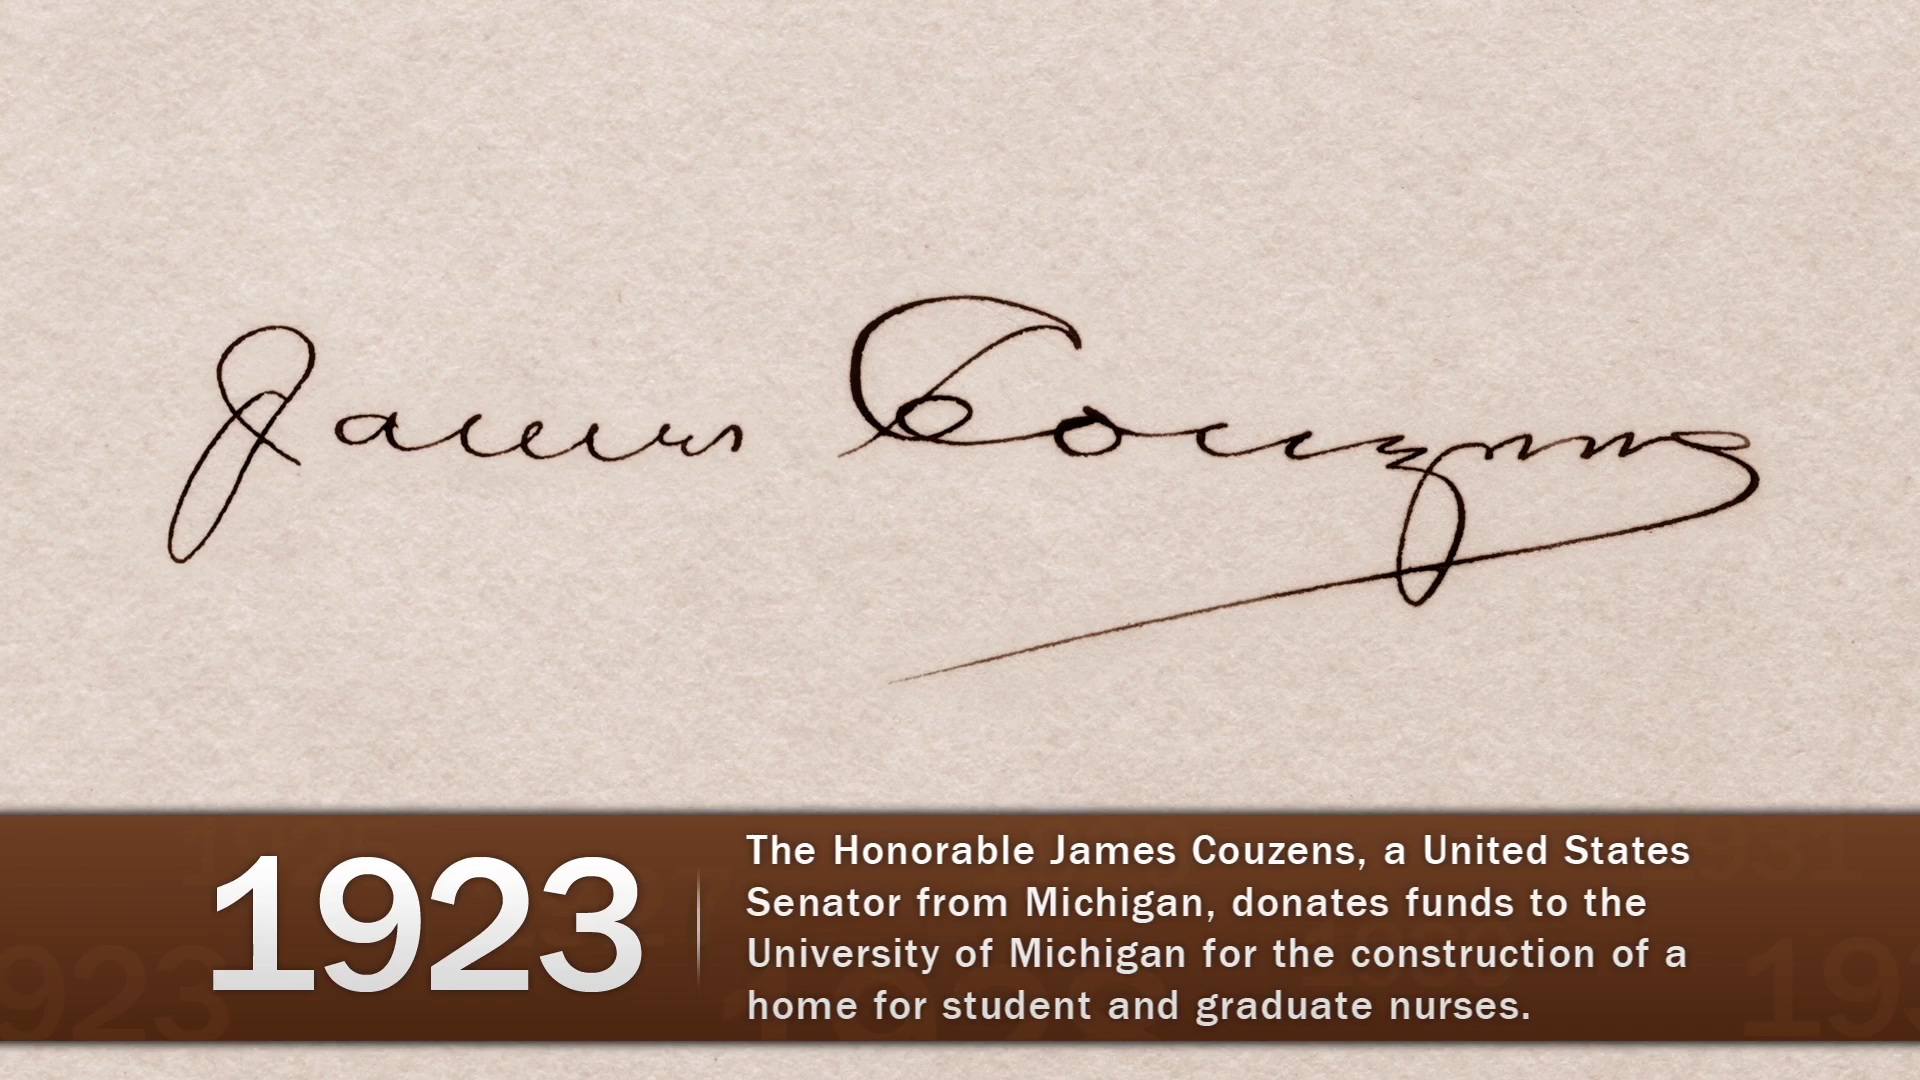 James Couzens
1923
The Honorable James Couzens, a United States
Senator from Michigan, donates funds to the
University of Michigan for the construction of a
home for student and graduate nurses.